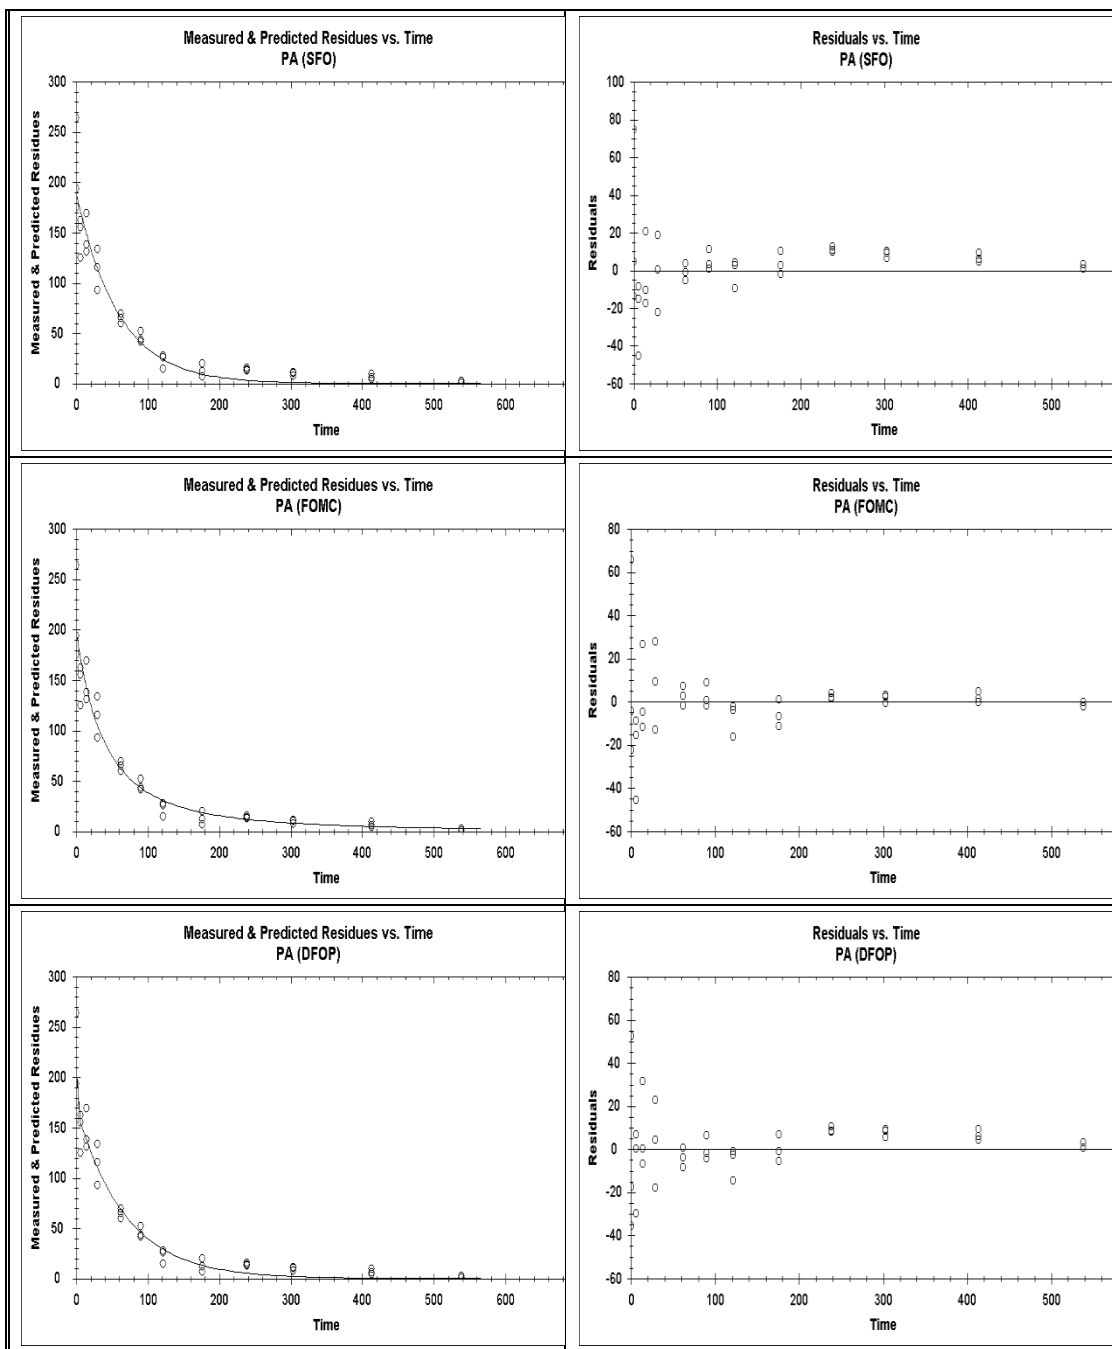 Measured & Predicted Residues vs. Time
PA (SFO)
Measured & Predicted Residues
300
250
200
150
100
50
0
0 100 200 300 400 500 600
Time
Residuals vs. Time
PA (SFO)
Residuals
100
80
60
40
20
0
-20
-40
-60
0 100 200 300 400 500
Time
Measured & Predicted Residues vs. Time
PA (FOMC)
Measured & Predicted Residues
300
250
200
150
100
50
0
0 100 200 300 400 500 600
Time
Residuals vs. Time
PA (FOMC)
Residuals
80
60
40
20
0
-20
-40
-60
0 100 200 300 400 500
Time
Measured & Predicted Residues vs. Time
PA (DFOP)
Measured & Predicted Residues
300
250
200
150
100
50
0
0 100 200 300 400 500 600
Time
Residuals vs. Time
PA (DFOP)
Residuals
80
60
40
20
0
-20
-40
-60
0 100 200 300 400 500
Time